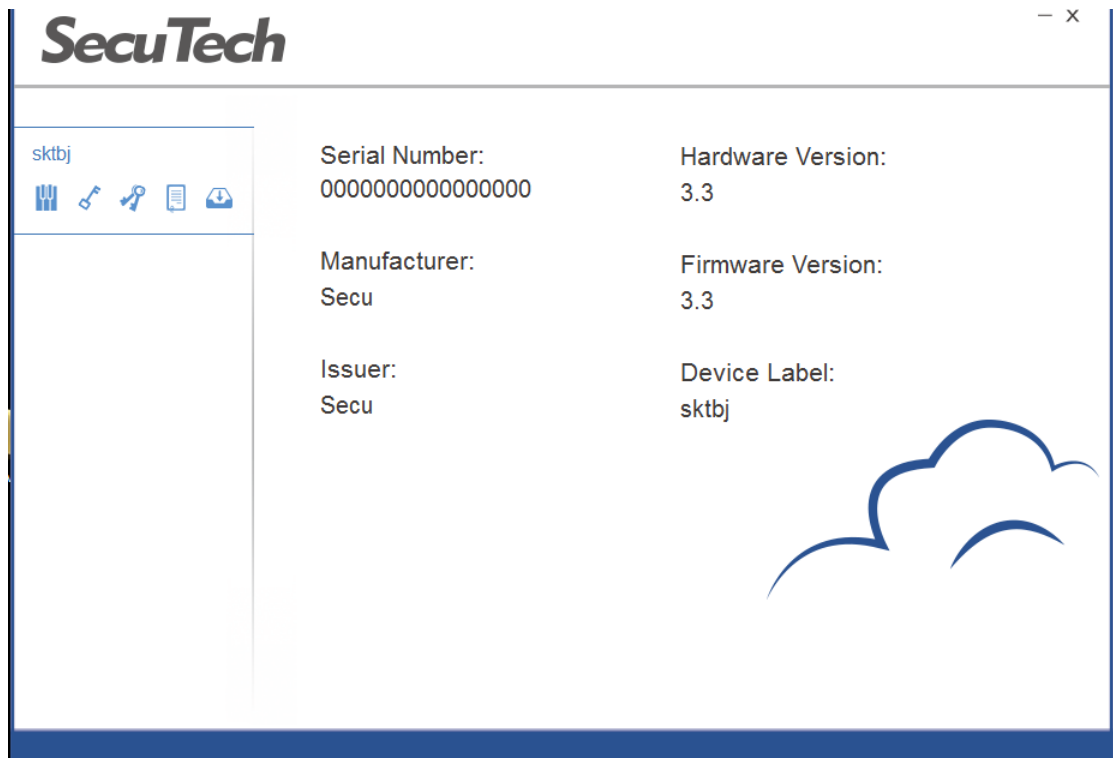 SecuTech
sktbj
Serial Number:
0000000000000000
Hardware Version:
3.3
Manufacturer:
Secu
Firmware Version:
3.3
Issuer:
Secu
Device Label:
sktbj